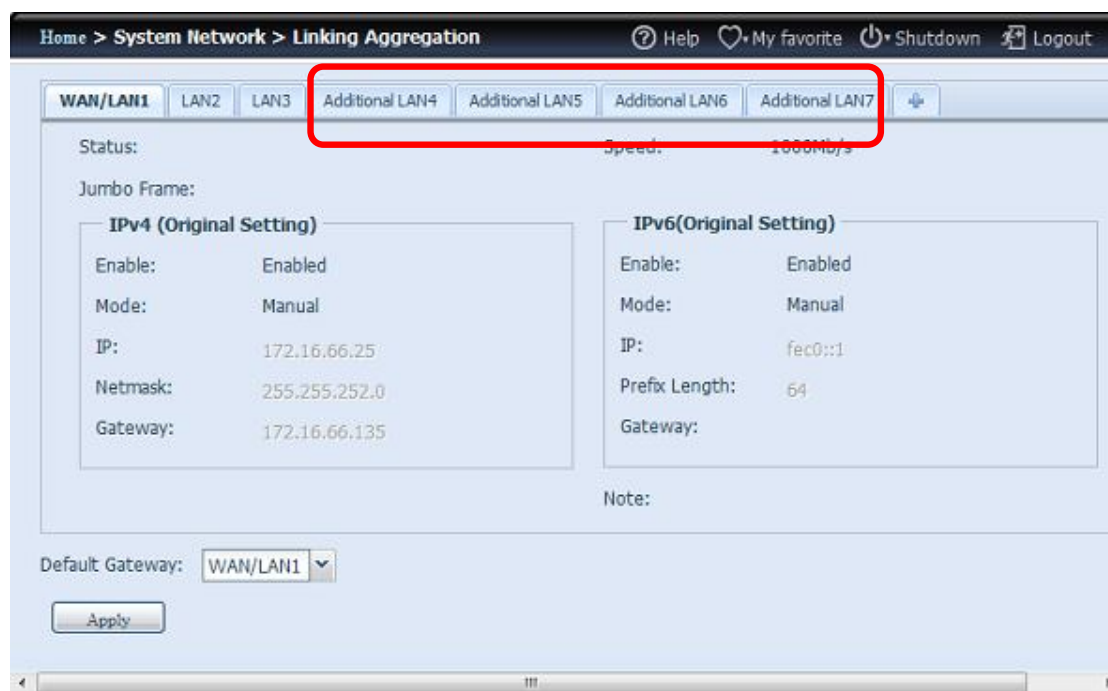 Home > System Network > Linking Aggregation Help My favorite Shutdown Logout
WAN/LAN1 LAN2 LAN3 Additional LAN4 Additional LAN5 Additional LAN6 Additional LAN7
Status: Speed: 1000Mb/s
Jumbo Frame:
IPv4 (Original Setting) IPv6(Original Setting)
Enable: Enabled Enable: Enabled
Mode: Manual Mode: Manual
IP: 172.16.66.25 IP: fec0::1
Netmask: 255.255.252.0 Prefix Length: 64
Gateway: 172.16.66.135 Gateway:
Note:
Default Gateway: WAN/LAN1
Apply